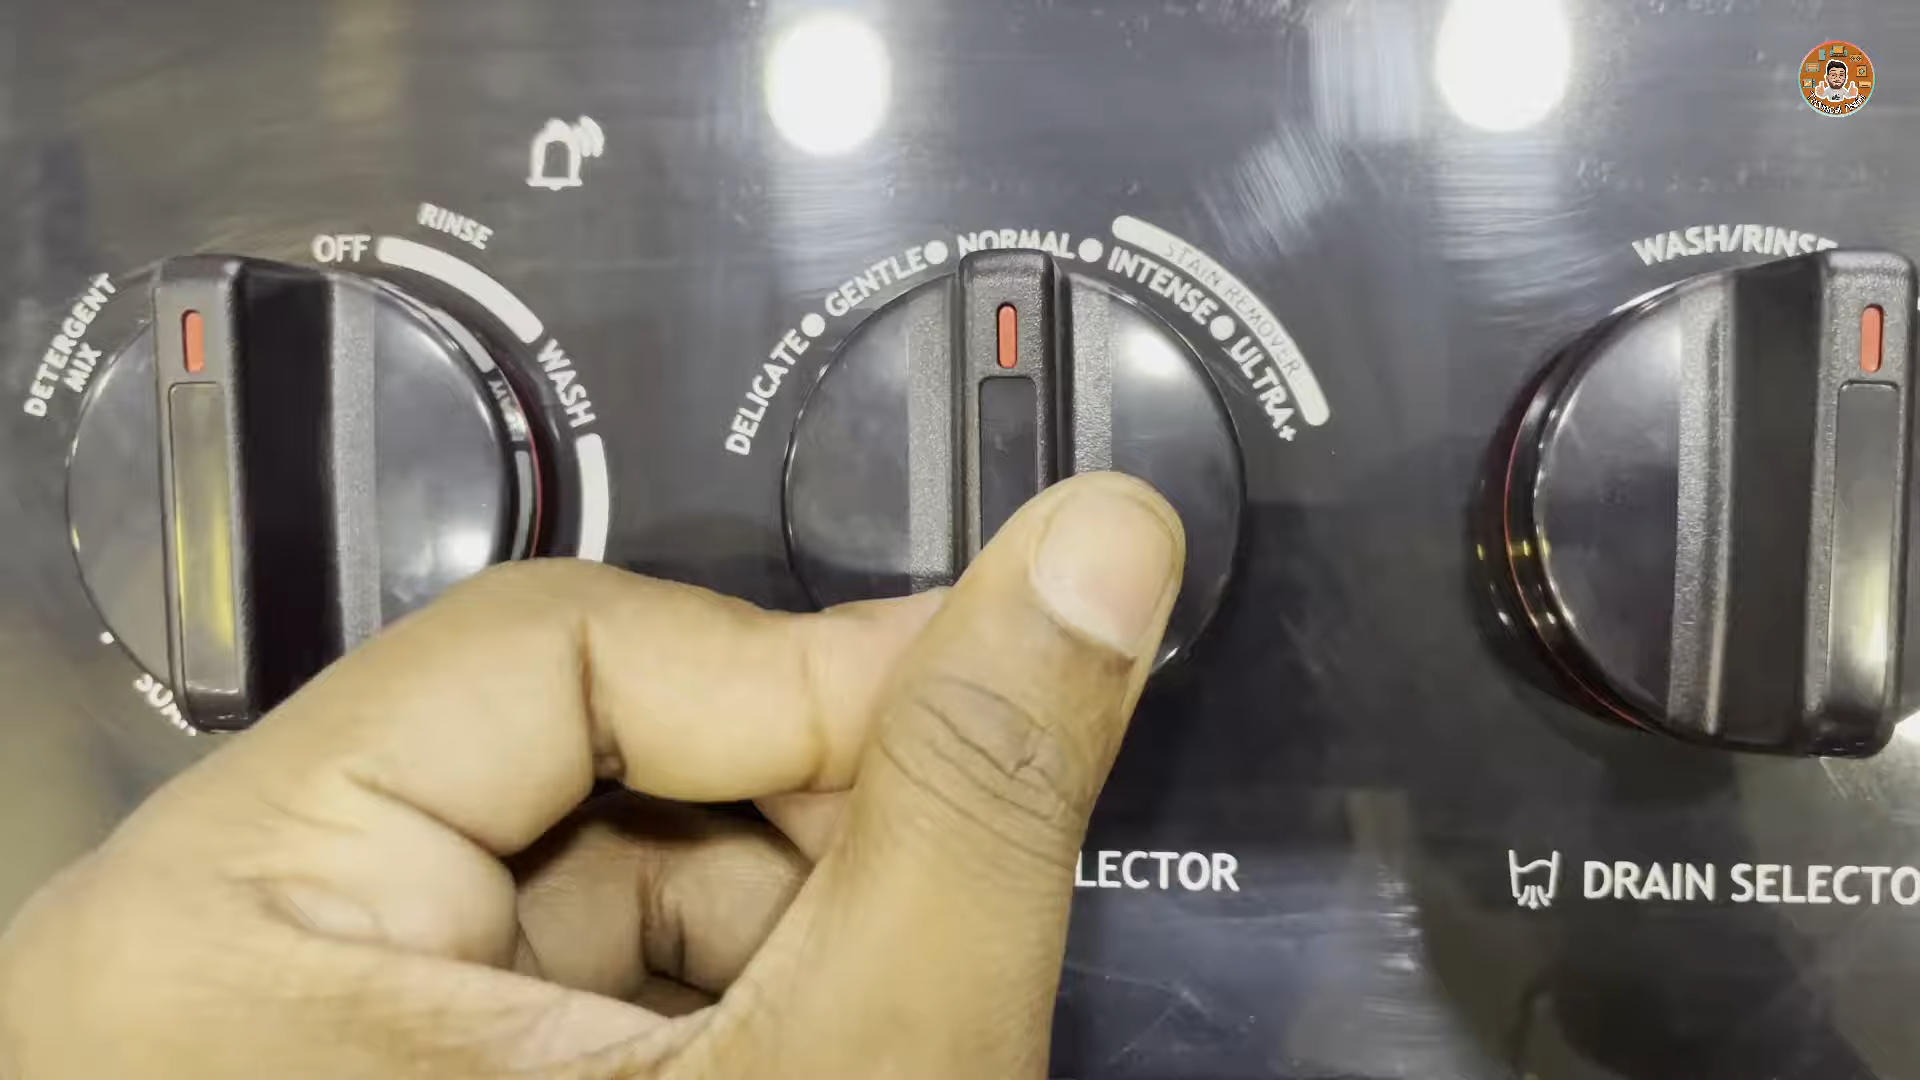 DETERGENT
MIX
OFF
RINSE
WASH
DELICATE
GENTLE
NORMAL
INTENSE
ULTRA+
STAIN REMOVER
WASH/RINSE
LECTOR
DRAIN SELECTO